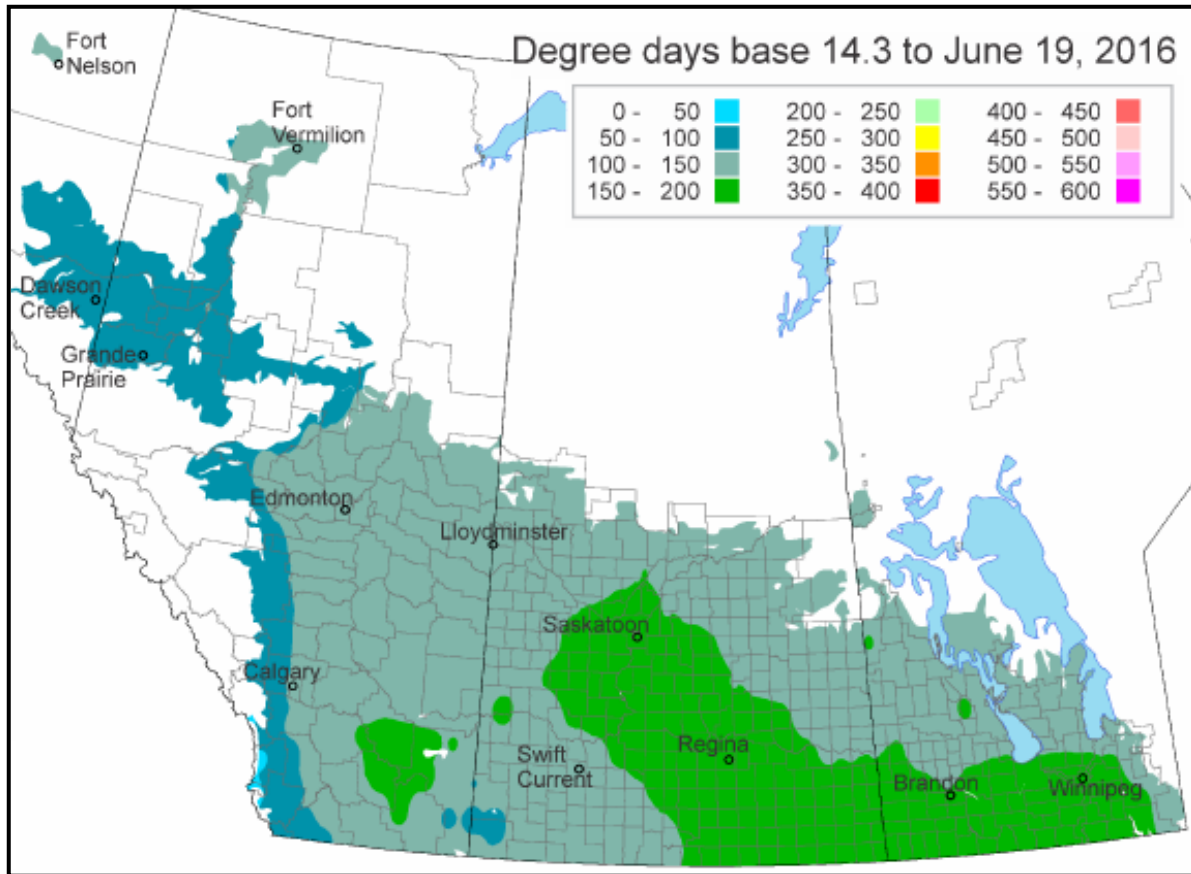 Degree days base 14.3 to June 19, 2016
0 - 50
50 - 100
100 - 150
150 - 200
200 - 250
250 - 300
300 - 350
350 - 400
400 - 450
450 - 500
500 - 550
550 - 600
Fort
Nelson
Fort
Vermilion
Dawson
Creek
Grande
Prairie
Edmonton
Lloydminster
Saskatoon
Calgary
Swift
Current
Regina
Brandon
Winnipeg